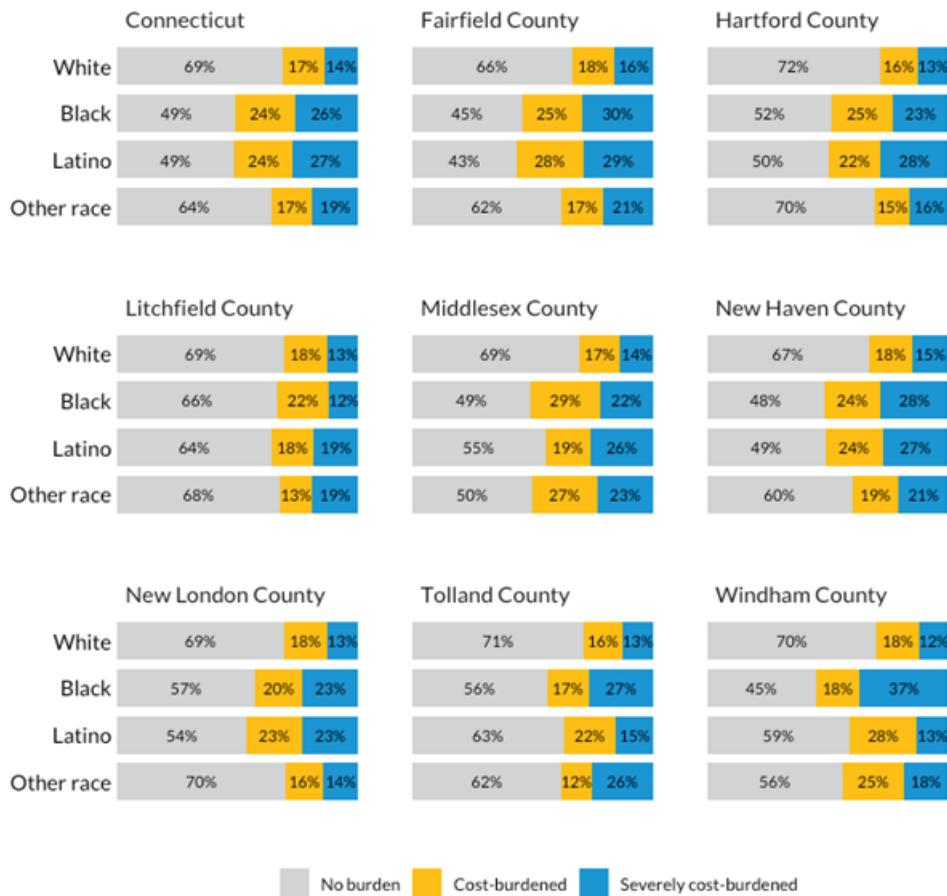 Connecticut Fairfield County Hartford County
White 69% 17% 14% 66% 18% 16% 72% 16% 13%
Black 49% 24% 26% 45% 25% 30% 52% 25% 23%
Latino 49% 24% 27% 43% 28% 29% 50% 22% 28%
Other race 64% 17% 19% 62% 17% 21% 70% 15% 16%
Litchfield County Middlesex County New Haven County
White 69% 18% 13% 69% 17% 14% 67% 18% 15%
Black 66% 22% 12% 49% 29% 22% 48% 24% 28%
Latino 64% 18% 19% 55% 19% 26% 49% 24% 27%
Other race 68% 13% 19% 50% 27% 23% 60% 19% 21%
New London County Tolland County Windham County
White 69% 18% 13% 71% 16% 13% 70% 18% 12%
Black 57% 20% 23% 56% 17% 27% 45% 18% 37%
Latino 54% 23% 23% 63% 22% 15% 59% 28% 13%
Other race 70% 16% 14% 62% 12% 26% 56% 25% 18%
No burden Cost-burdened Severely cost-burdened